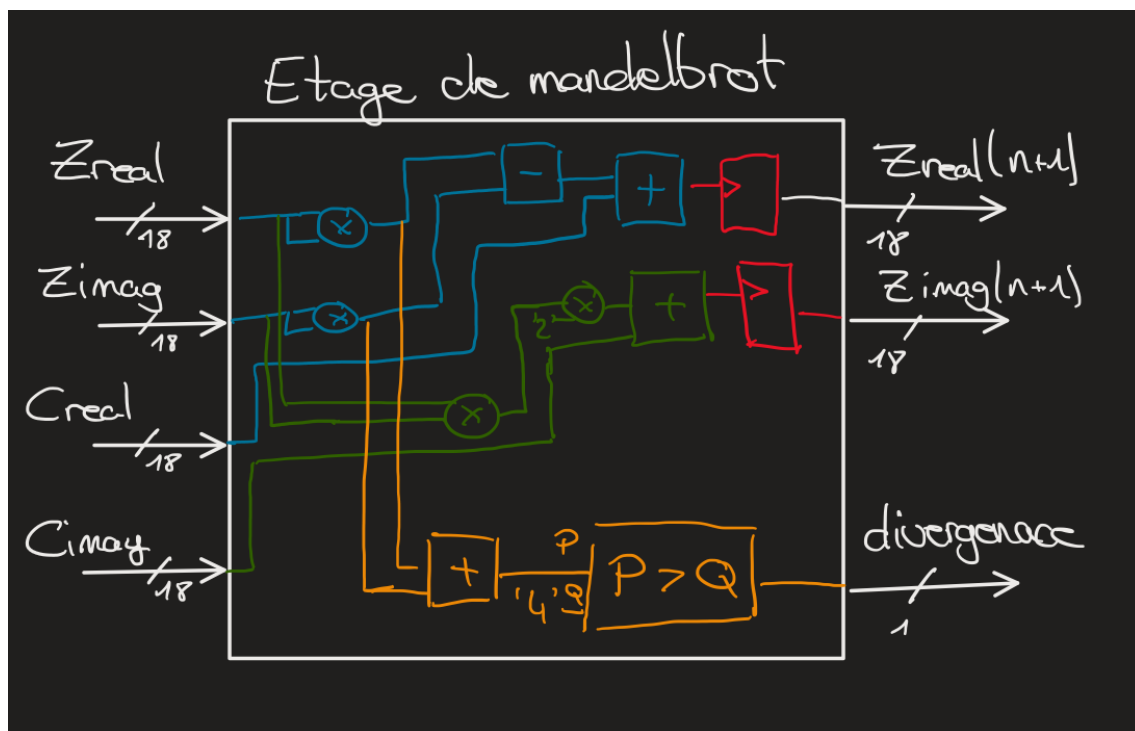 Etage de mandelbrot
Zreal
18
Zimag
18
Creal
18
Cimag
18
x
-
+
x
x
'2'
+
x
+
P
'4' Q
P > Q
Zreal(n+1)
18
Zimag(n+1)
18
divergenace
1